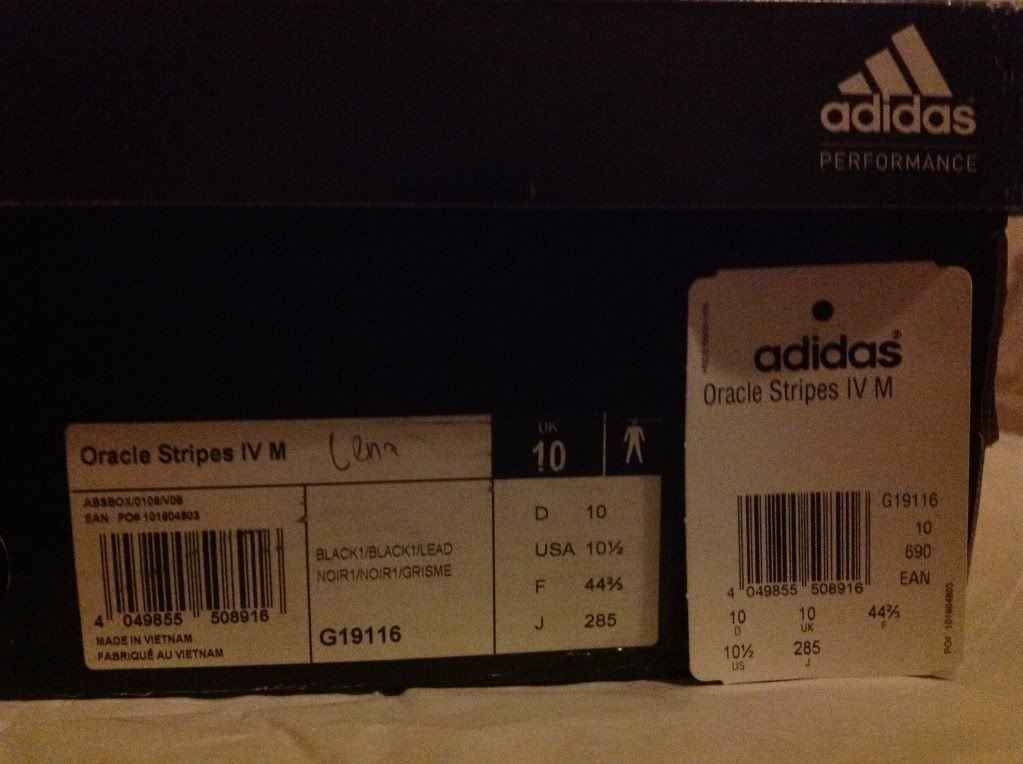 adidas
PERFORMANCE
Oracle Stripes IV M
Lena
UK
10
ABSBOX/0109/V08
EAN PO# 101604803
4 049855 508916
MADE IN VIETNAM
FABRIQUÉ AU VIETNAM
BLACK1/BLACK1/LEAD
NOIR1/NOIR1/GRISME
G19116
D 10
USA 10½
F 44⅔
J 285
adidas®
Oracle Stripes IV M
G19116
10
690
EAN
4 049855 508916
10 10 44⅔
D UK F
10½ 285
US J
PO# 101604803